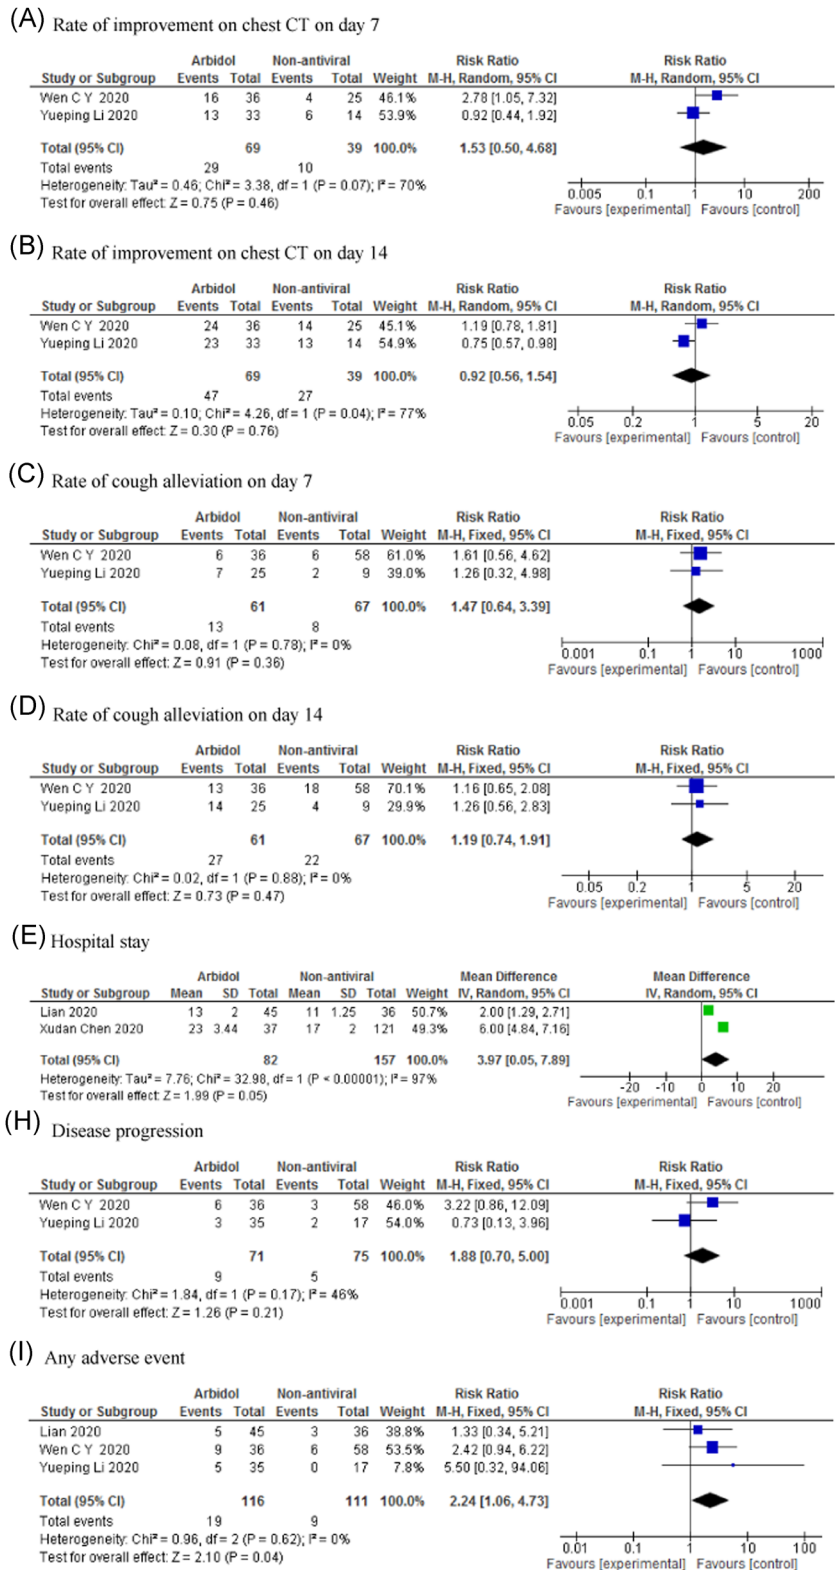 (A) Rate of improvement on chest CT on day 7
Arbidol Non-antiviral Risk Ratio Risk Ratio
Study or Subgroup Events Total Events Total Weight M-H, Random, 95% CI M-H, Random, 95% CI
Wen C Y 2020 16 36 4 25 46.1% 2.78 [1.05, 7.32]
Yueping Li 2020 13 33 6 14 53.9% 0.92 [0.44, 1.92]
Total (95% CI) 69 39 100.0% 1.53 [0.50, 4.68]
Total events 29 10
Heterogeneity: Tau² = 0.46; Chi² = 3.38, df = 1 (P = 0.07); I² = 70%
Test for overall effect: Z = 0.75 (P = 0.46)
0.005 0.1 1 10 200
Favours [experimental] Favours [control]
(B) Rate of improvement on chest CT on day 14
Arbidol Non-antiviral Risk Ratio Risk Ratio
Study or Subgroup Events Total Events Total Weight M-H, Random, 95% CI M-H, Random, 95% CI
Wen C Y 2020 24 36 14 25 45.1% 1.19 [0.78, 1.81]
Yueping Li 2020 23 33 13 14 54.9% 0.75 [0.57, 0.98]
Total (95% CI) 69 39 100.0% 0.92 [0.56, 1.54]
Total events 47 27
Heterogeneity: Tau² = 0.10; Chi² = 4.26, df = 1 (P = 0.04); I² = 77%
Test for overall effect: Z = 0.30 (P = 0.76)
0.05 0.2 1 5 20
Favours [experimental] Favours [control]
(C) Rate of cough alleviation on day 7
Arbidol Non-antiviral Risk Ratio Risk Ratio
Study or Subgroup Events Total Events Total Weight M-H, Fixed, 95% CI M-H, Fixed, 95% CI
Wen C Y 2020 6 36 6 58 61.0% 1.61 [0.56, 4.62]
Yueping Li 2020 7 25 2 9 39.0% 1.26 [0.32, 4.98]
Total (95% CI) 61 67 100.0% 1.47 [0.64, 3.39]
Total events 13 8
Heterogeneity: Chi² = 0.08, df = 1 (P = 0.78); I² = 0%
Test for overall effect: Z = 0.91 (P = 0.36)
0.001 0.1 1 10 1000
Favours [experimental] Favours [control]
(D) Rate of cough alleviation on day 14
Arbidol Non-antiviral Risk Ratio Risk Ratio
Study or Subgroup Events Total Events Total Weight M-H, Fixed, 95% CI M-H, Fixed, 95% CI
Wen C Y 2020 13 36 18 58 70.1% 1.16 [0.65, 2.08]
Yueping Li 2020 14 25 4 9 29.9% 1.26 [0.56, 2.83]
Total (95% CI) 61 67 100.0% 1.19 [0.74, 1.91]
Total events 27 22
Heterogeneity: Chi² = 0.02, df = 1 (P = 0.88); I² = 0%
Test for overall effect: Z = 0.73 (P = 0.47)
0.05 0.2 1 5 20
Favours [experimental] Favours [control]
(E) Hospital stay
Arbidol Non-antiviral Mean Difference Mean Difference
Study or Subgroup Mean SD Total Mean SD Total Weight IV, Random, 95% CI IV, Random, 95% CI
Lian 2020 13 2 45 11 1.25 36 50.7% 2.00 [1.29, 2.71]
Xudan Chen 2020 23 3.44 37 17 2 121 49.3% 6.00 [4.84, 7.16]
Total (95% CI) 82 157 100.0% 3.97 [0.05, 7.89]
Heterogeneity: Tau² = 7.76; Chi² = 32.98, df = 1 (P < 0.00001); I² = 97%
Test for overall effect: Z = 1.99 (P = 0.05)
-20 -10 0 10 20
Favours [experimental] Favours [control]
(H) Disease progression
Arbidol Non-antiviral Risk Ratio Risk Ratio
Study or Subgroup Events Total Events Total Weight M-H, Fixed, 95% CI M-H, Fixed, 95% CI
Wen C Y 2020 6 36 3 58 46.0% 3.22 [0.86, 12.09]
Yueping Li 2020 3 35 2 17 54.0% 0.73 [0.13, 3.96]
Total (95% CI) 71 75 100.0% 1.88 [0.70, 5.00]
Total events 9 5
Heterogeneity: Chi² = 1.84, df = 1 (P = 0.17); I² = 46%
Test for overall effect: Z = 1.26 (P = 0.21)
0.001 0.1 1 10 1000
Favours [experimental] Favours [control]
(I) Any adverse event
Arbidol Non-antiviral Risk Ratio Risk Ratio
Study or Subgroup Events Total Events Total Weight M-H, Fixed, 95% CI M-H, Fixed, 95% CI
Lian 2020 5 45 3 36 38.8% 1.33 [0.34, 5.21]
Wen C Y 2020 9 36 6 58 53.5% 2.42 [0.94, 6.22]
Yueping Li 2020 5 35 0 17 7.8% 5.50 [0.32, 94.06]
Total (95% CI) 116 111 100.0% 2.24 [1.06, 4.73]
Total events 19 9
Heterogeneity: Chi² = 0.96, df = 2 (P = 0.62); I² = 0%
Test for overall effect: Z = 2.10 (P = 0.04)
0.01 0.1 1 10 100
Favours [experimental] Favours [control]